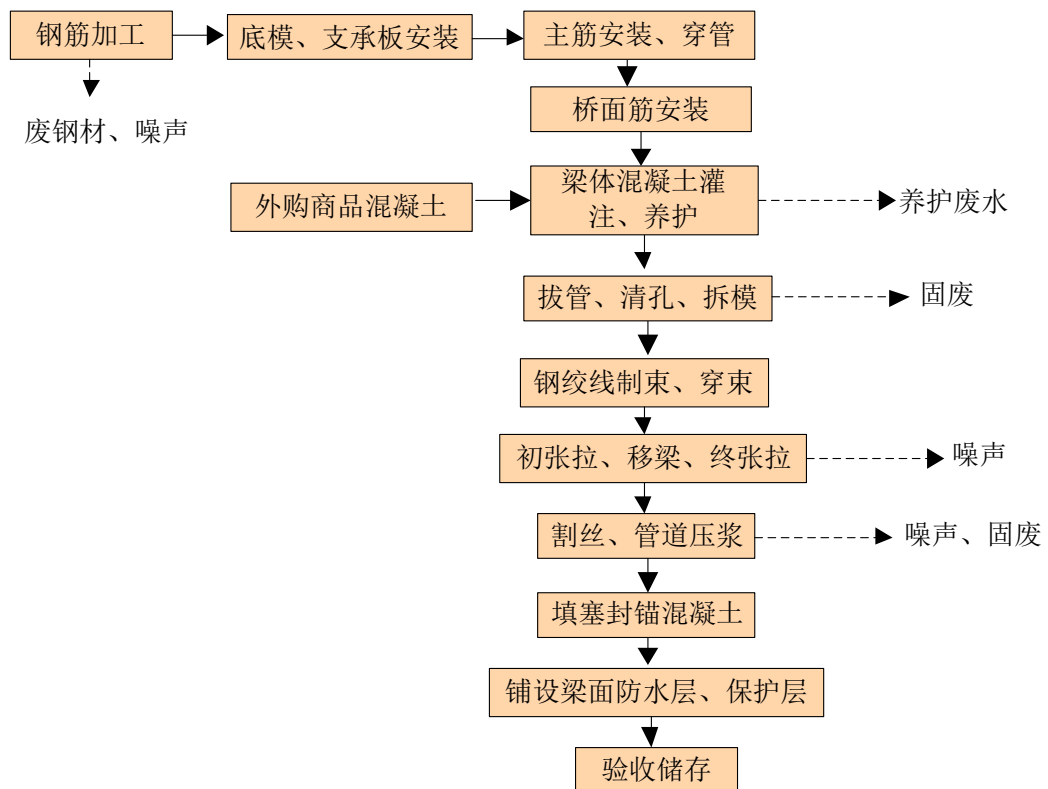 钢筋加工
底模、支承板安装
主筋安装、穿管
废钢材、噪声
桥面筋安装
外购商品混凝土
梁体混凝土灌
注、养护
养护废水
拔管、清孔、拆模
固废
钢绞线制束、穿束
初张拉、移梁、终张拉
噪声
割丝、管道压浆
噪声、固废
填塞封锚混凝土
铺设梁面防水层、保护层
验收储存